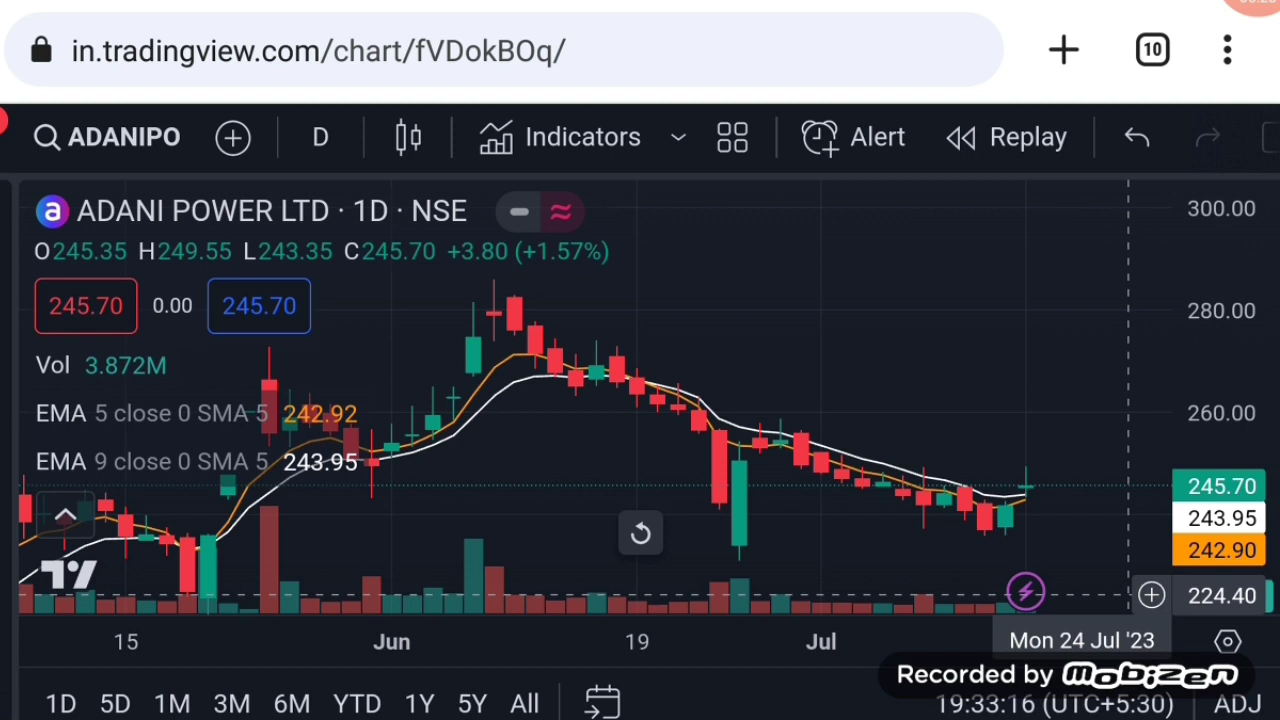 in.tradingview.com/chart/fVDokBOq/
10
ADANIPO D Indicators Alert Replay
a ADANI POWER LTD · 1D · NSE
O245.35 H249.55 L243.35 C245.70 +3.80 (+1.57%)
245.70 0.00 245.70
Vol 3.872M
EMA 5 close 0 SMA 5 242.92
EMA 9 close 0 SMA 5 243.95
300.00
280.00
260.00
245.70
243.95
242.90
224.40
15 Jun 19 Jul Mon 24 Jul '23
Recorded by Mobizen
1D 5D 1M 3M 6M YTD 1Y 5Y All 19:33:16 (UTC+5:30) ADJ